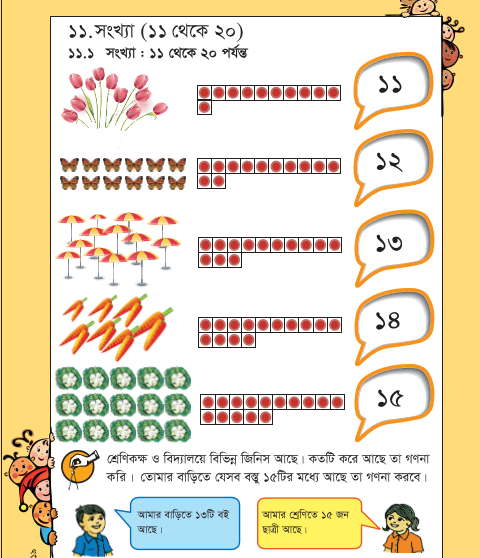 ১১. সংখ্যা (১১ থেকে ২০)
১১.১ সংখ্যা : ১১ থেকে ২০ পর্যন্ত
১১
১২
১৩
১৪
১৫
শ্রেণিকক্ষ ও বিদ্যালয়ে বিভিন্ন জিনিস আছে। কতটি করে আছে তা গণনা
করি। তোমার বাড়িতে যেসব বস্তু ১৫টির মধ্যে আছে তা গণনা করবে।
আমার বাড়িতে ১৩টি বই
আছে।
আমার শ্রেণিতে ১৫ জন
ছাত্রী আছে।